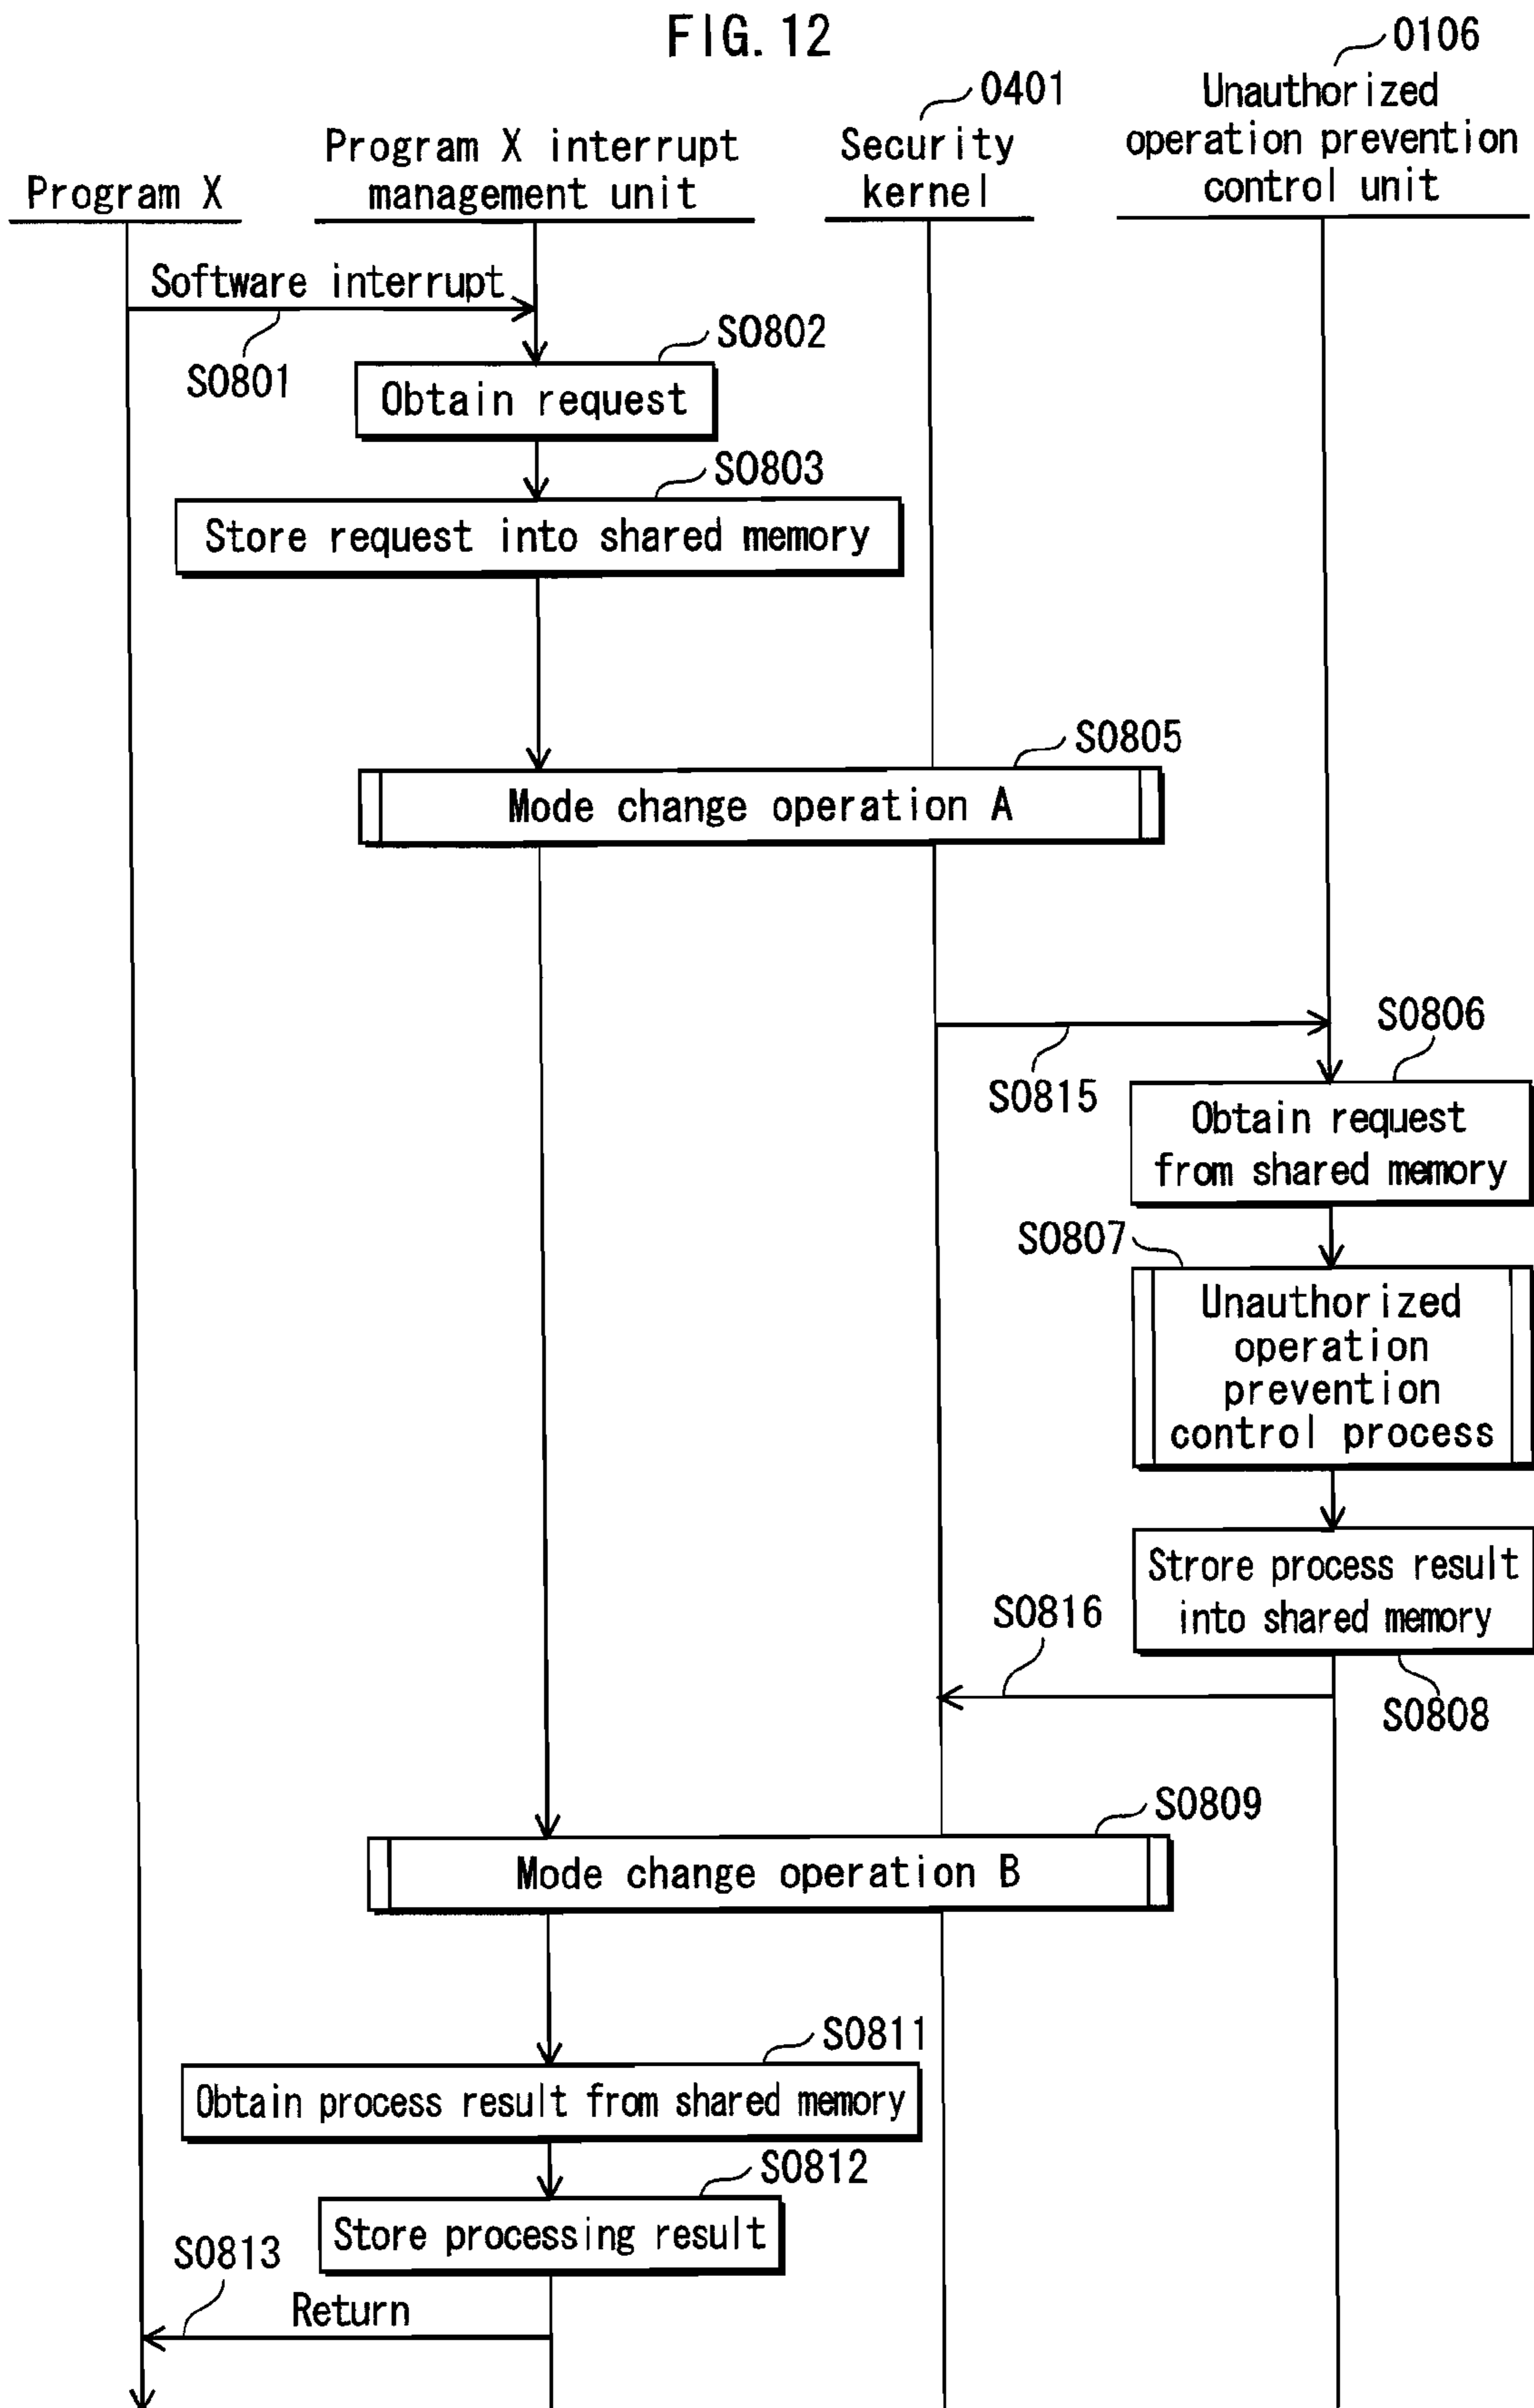 FIG. 12
0106
0401
Unauthorized
operation prevention
control unit
Security
kernel
Program X interrupt
management unit
Program X
Software interrupt
S0801
S0802
Obtain request
S0803
Store request into shared memory
S0805
Mode change operation A
S0815
S0806
Obtain request
from shared memory
S0807
Unauthorized
operation
prevention
control process
Strore process result
into shared memory
S0816
S0808
S0809
Mode change operation B
S0811
Obtain process result from shared memory
S0812
Store processing result
S0813
Return